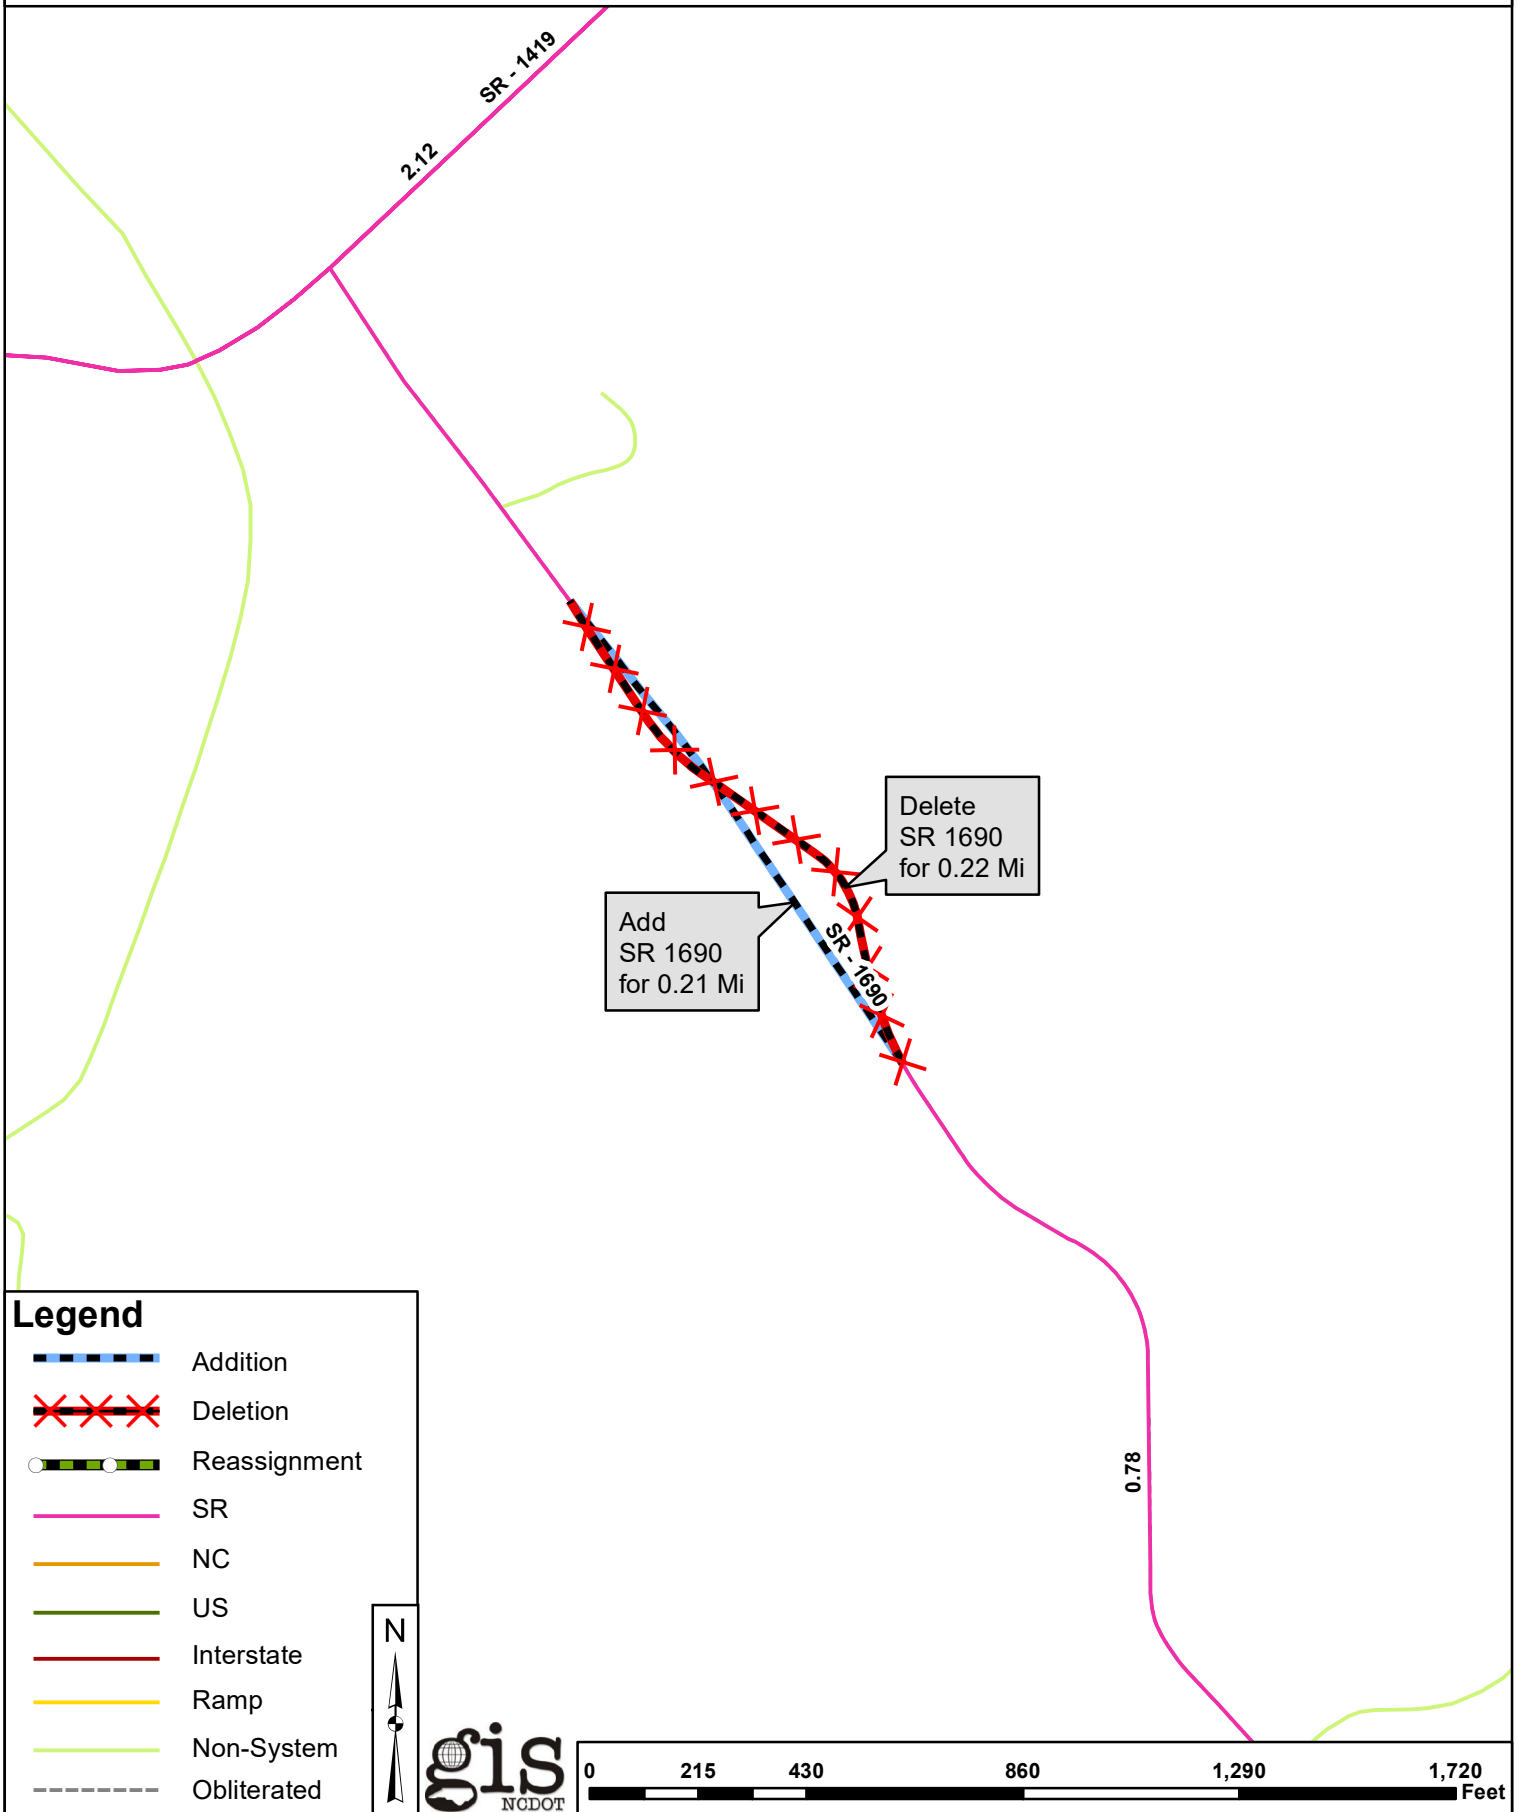 SR - 1419
2.12
Delete
SR 1690
for 0.22 Mi
Add
SR 1690
for 0.21 Mi
SR - 1690
0.78
Legend
Addition
Deletion
Reassignment
SR
NC
US
Interstate
Ramp
Non-System
Obliterated
N
gis
NCDOT
0 215 430 860 1,290 1,720
Feet